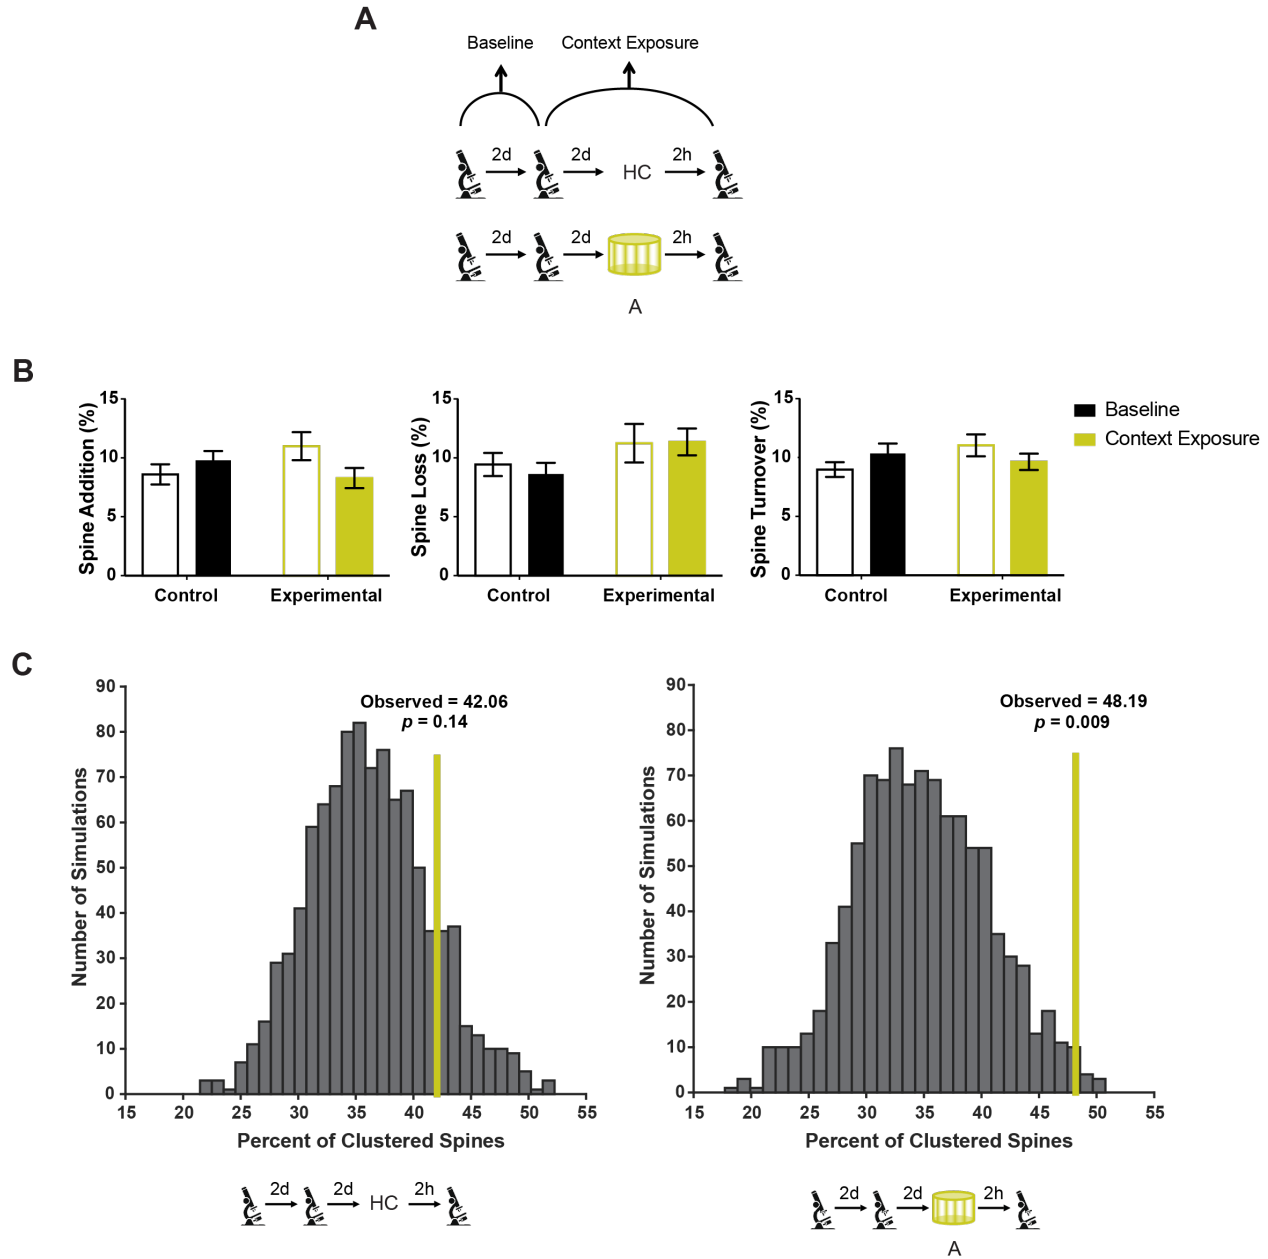 A
Baseline Context Exposure
2d 2d HC 2h
2d 2d 2h
A
B
Spine Addition (%)
15
10
5
0
Control Experimental
Spine Loss (%)
15
10
5
0
Control Experimental
Spine Turnover (%)
15
10
5
0
Control Experimental
Baseline
Context Exposure
C
Number of Simulations
90
80
70
60
50
40
30
20
10
0
Observed = 42.06
p = 0.14
15 20 25 30 35 40 45 50 55
Percent of Clustered Spines
2d 2d HC 2h
Number of Simulations
90
80
70
60
50
40
30
20
10
0
Observed = 48.19
p = 0.009
15 20 25 30 35 40 45 50 55
Percent of Clustered Spines
2d 2d 2h
A